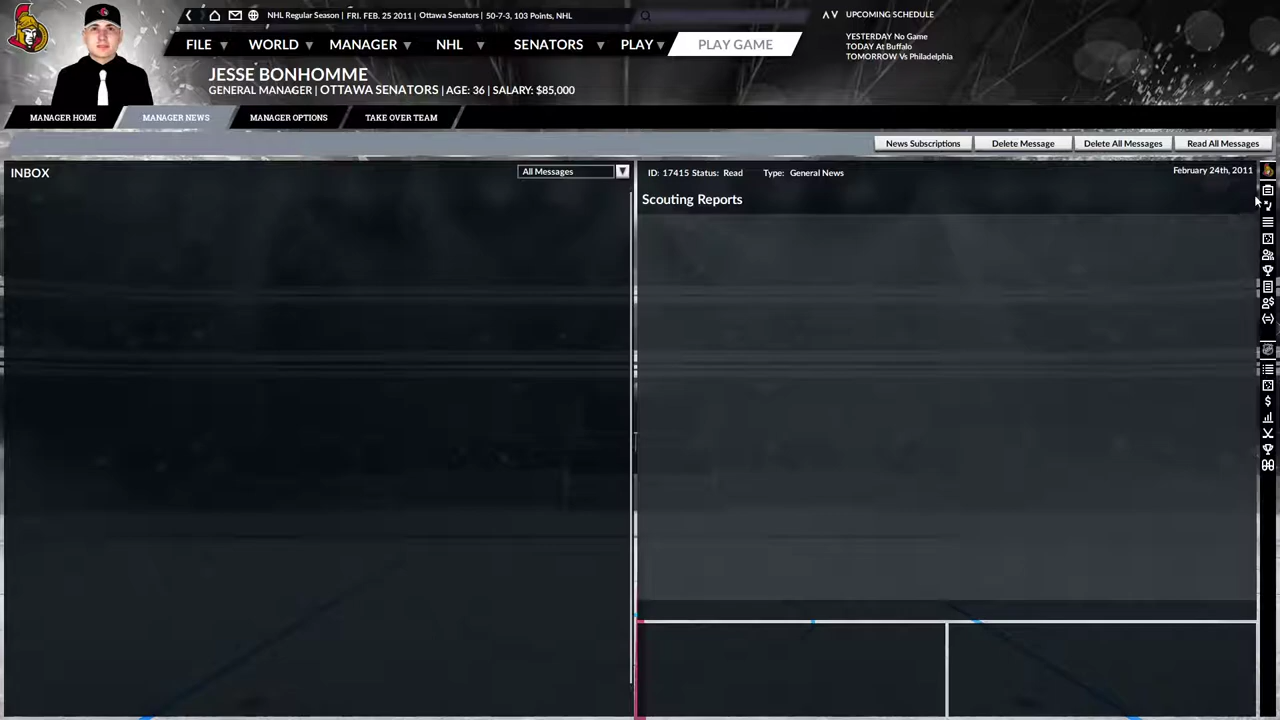 NHL Regular Season | FRI. FEB. 25 2011 | Ottawa Senators | 50-7-3, 103 Points, NHL
UPCOMING SCHEDULE
FILE WORLD MANAGER NHL SENATORS PLAY PLAY GAME
YESTERDAY No Game
TODAY At Buffalo
TOMORROW Vs Philadelphia
JESSE BONHOMME
GENERAL MANAGER | OTTAWA SENATORS | AGE: 36 | SALARY: $85,000
MANAGER HOME MANAGER NEWS MANAGER OPTIONS TAKE OVER TEAM
News Subscriptions Delete Message Delete All Messages Read All Messages
INBOX All Messages
ID: 17415 Status: Read Type: General News February 24th, 2011
Scouting Reports